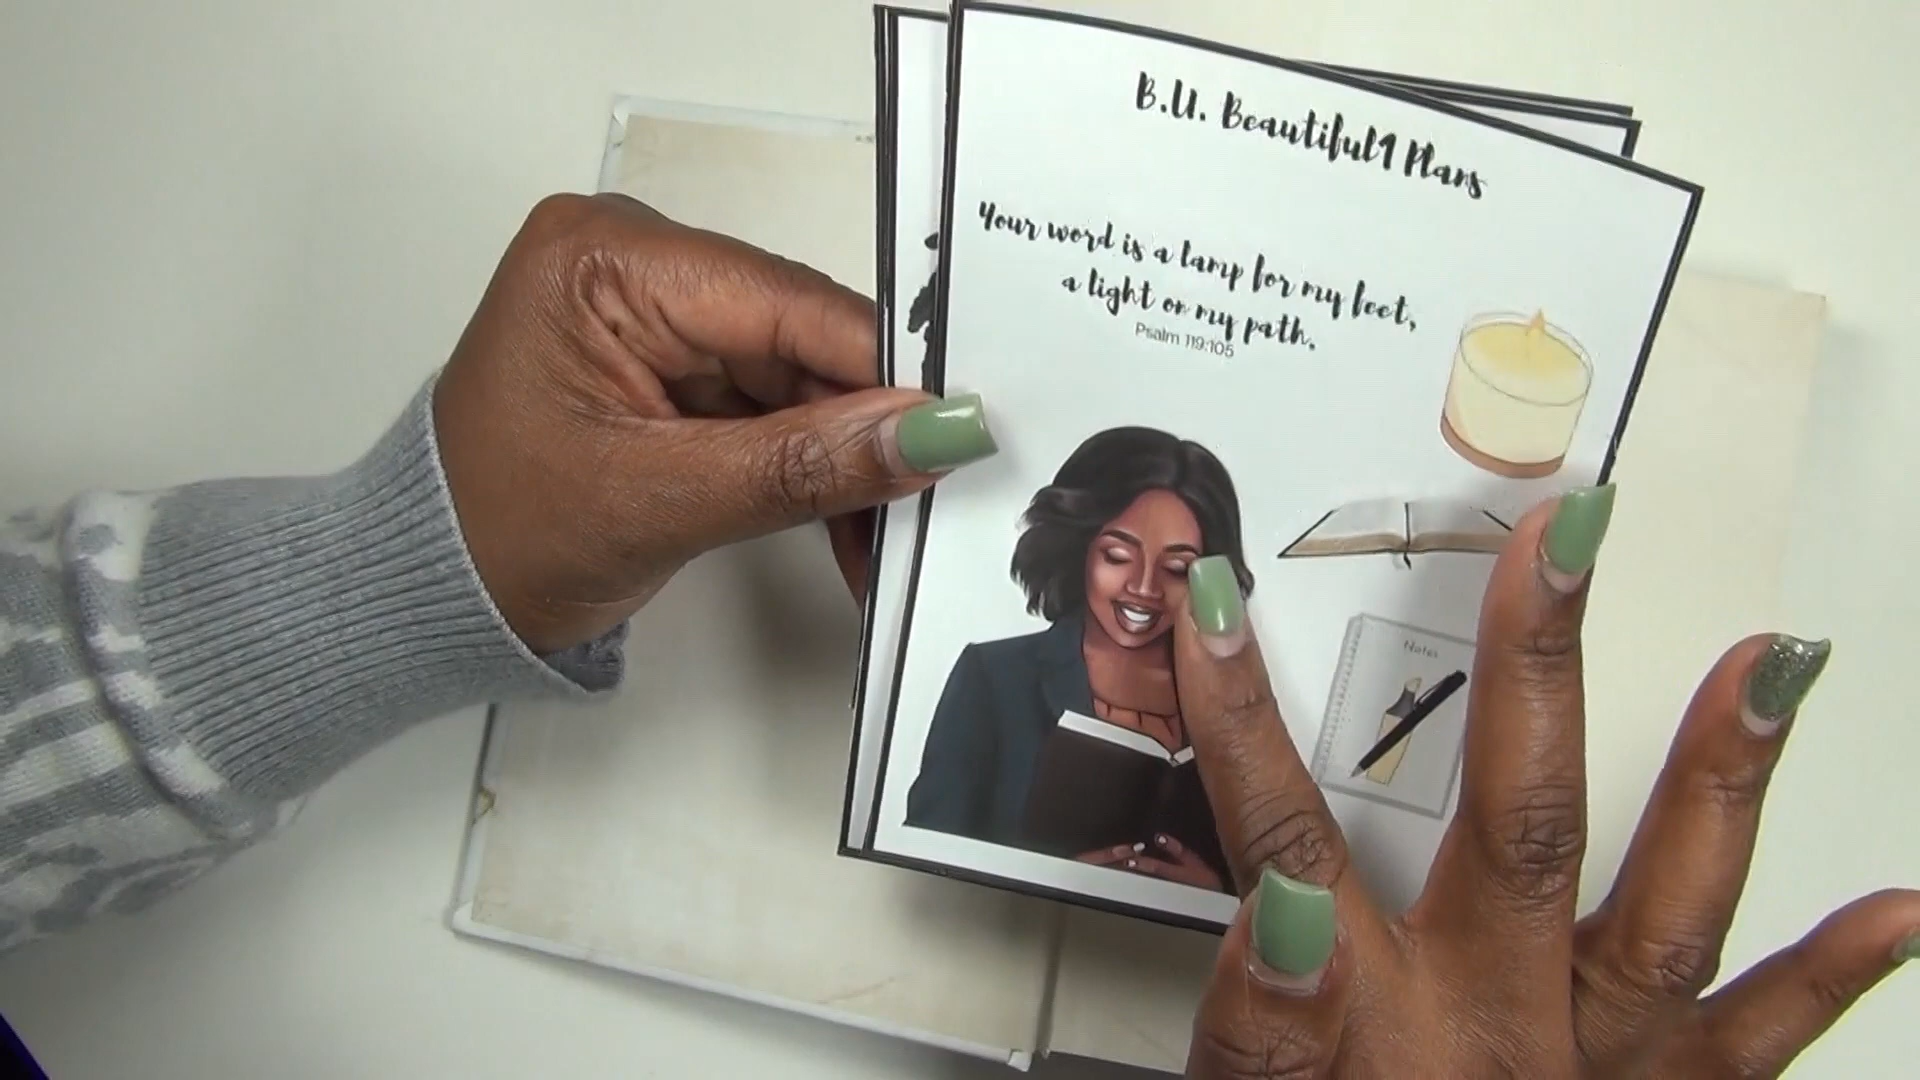 B.U. Beautiful1 Plans
Your word is a lamp for my feet,
a light on my path.
Psalm 119:105
Notes